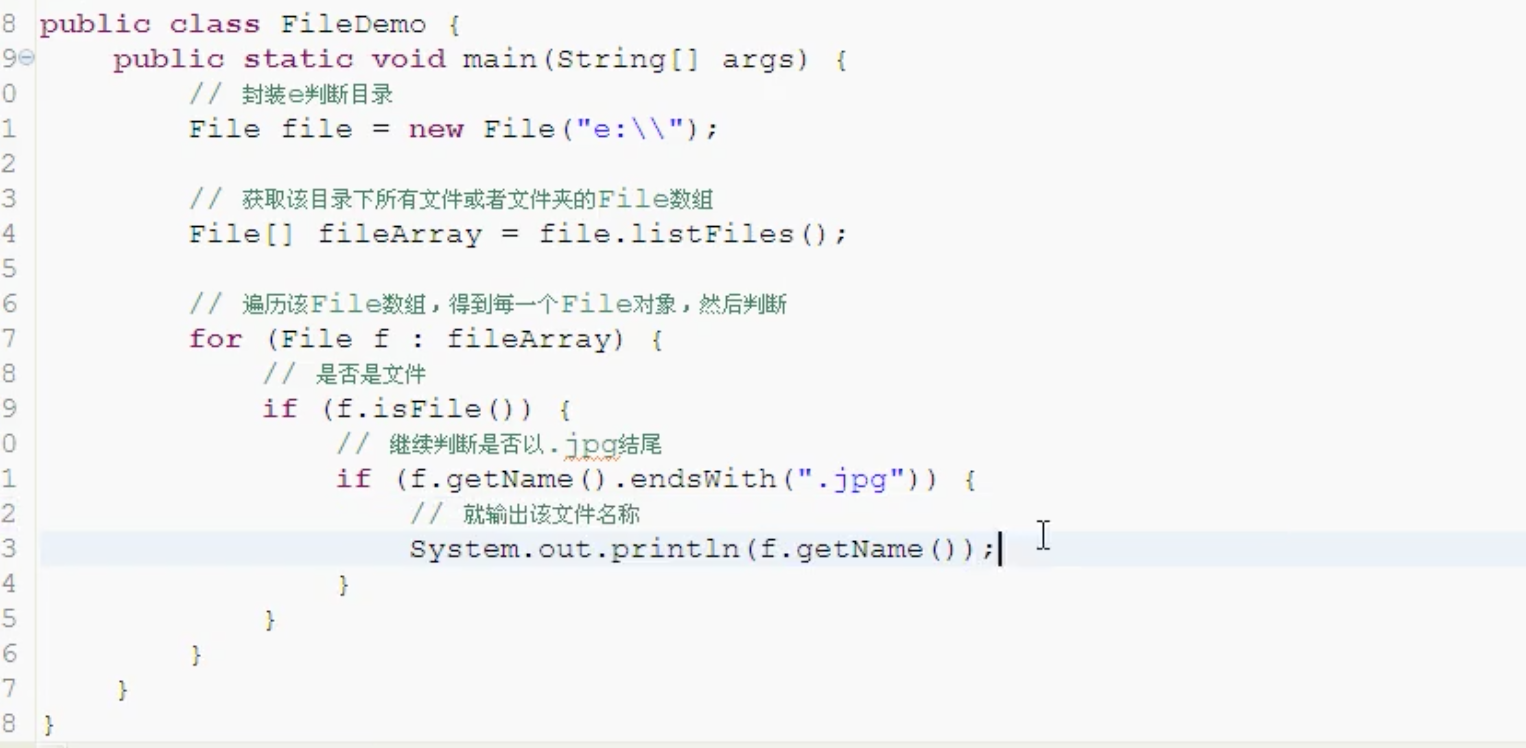 8 public class FileDemo {
9 public static void main(String[] args) {
0 // 封装e判断目录
1 File file = new File("e:\\");
2
3 // 获取该目录下所有文件或者文件夹的File数组
4 File[] fileArray = file.listFiles();
5
6 // 遍历该File数组，得到每一个File对象，然后判断
7 for (File f : fileArray) {
8 // 是否是文件
9 if (f.isFile()) {
0 // 继续判断是否以.jpg结尾
1 if (f.getName().endsWith(".jpg")) {
2 // 就输出该文件名称
3 System.out.println(f.getName());
4 }
5 }
6 }
7 }
8 }